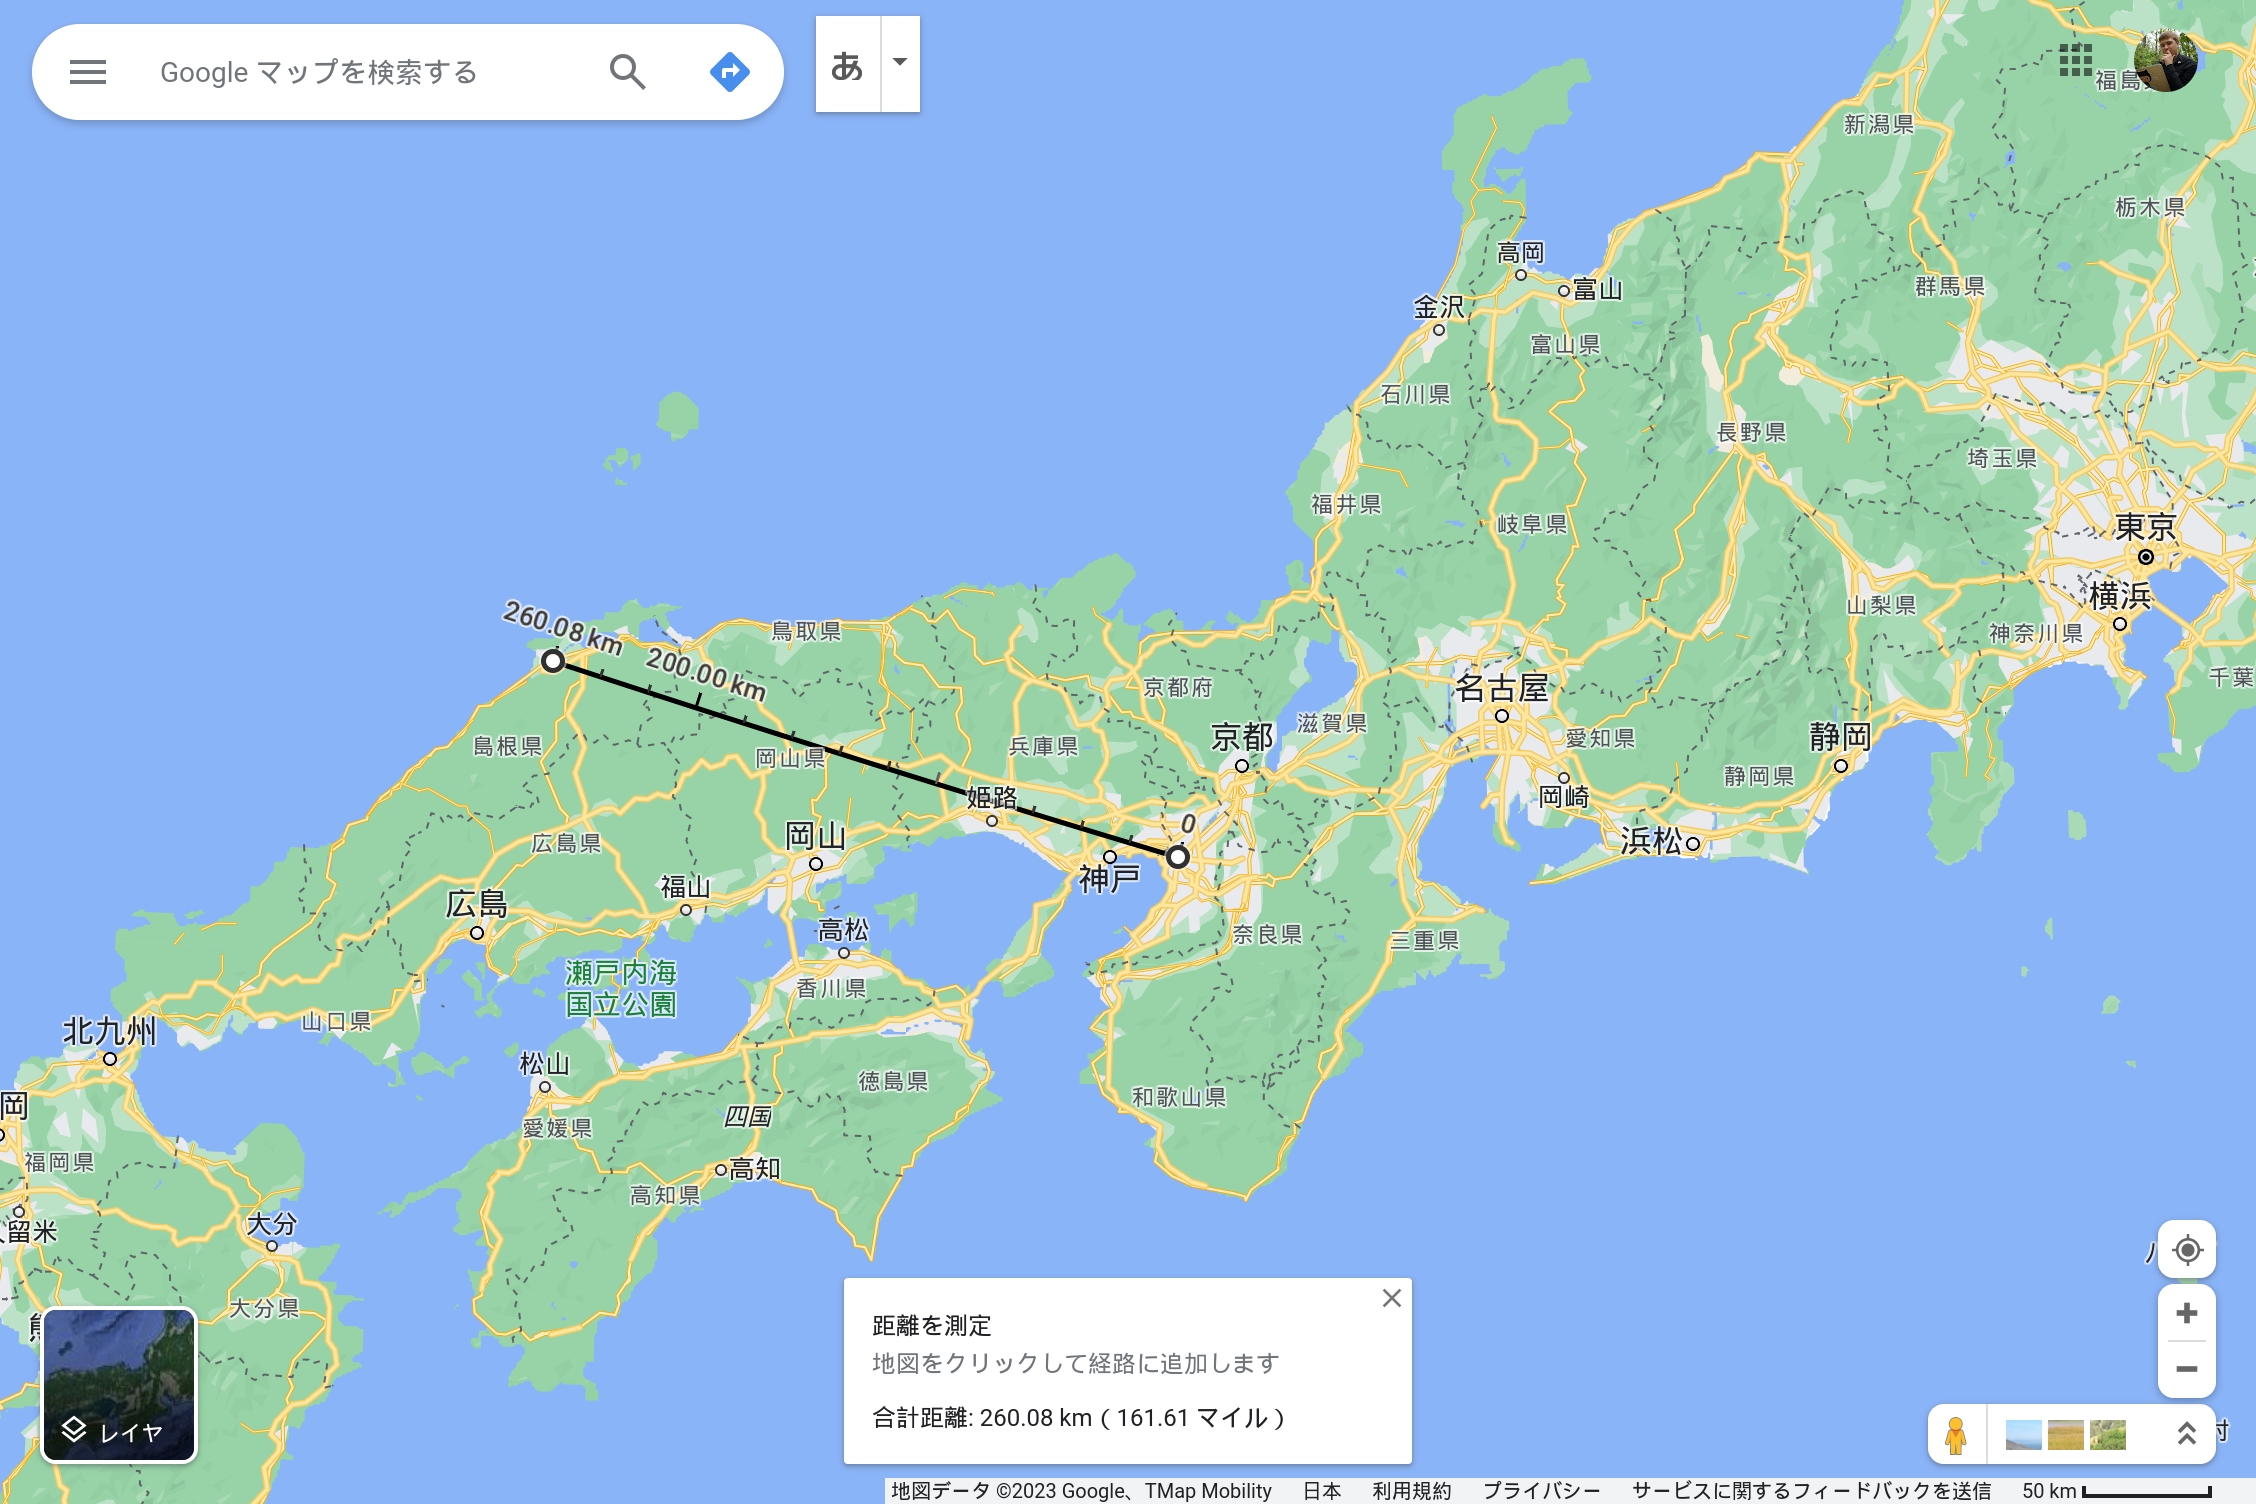 Google マップを検索する
あ
新潟県
栃木県
高岡
富山
群馬県
金沢
富山県
石川県
長野県
埼玉県
福井県
岐阜県
東京
横浜
山梨県
神奈川県
千葉
260.08 km
200.00 km
鳥取県
京都府
名古屋
京都
滋賀県
愛知県
静岡
静岡県
島根県
岡山県
兵庫県
姫路
岡崎
0
浜松
岡山
広島県
神戸
福山
広島
高松
奈良県
三重県
瀬戸内海
国立公園
香川県
山口県
北九州
松山
徳島県
和歌山県
四国
愛媛県
岡
福岡県
高知
高知県
留米
大分
大分県
レイヤ
距離を測定
地図をクリックして経路に追加します
合計距離: 260.08 km ( 161.61 マイル )
村
地図データ ©2023 Google、TMap Mobility 日本 利用規約 プライバシー サービスに関するフィードバックを送信 50 km